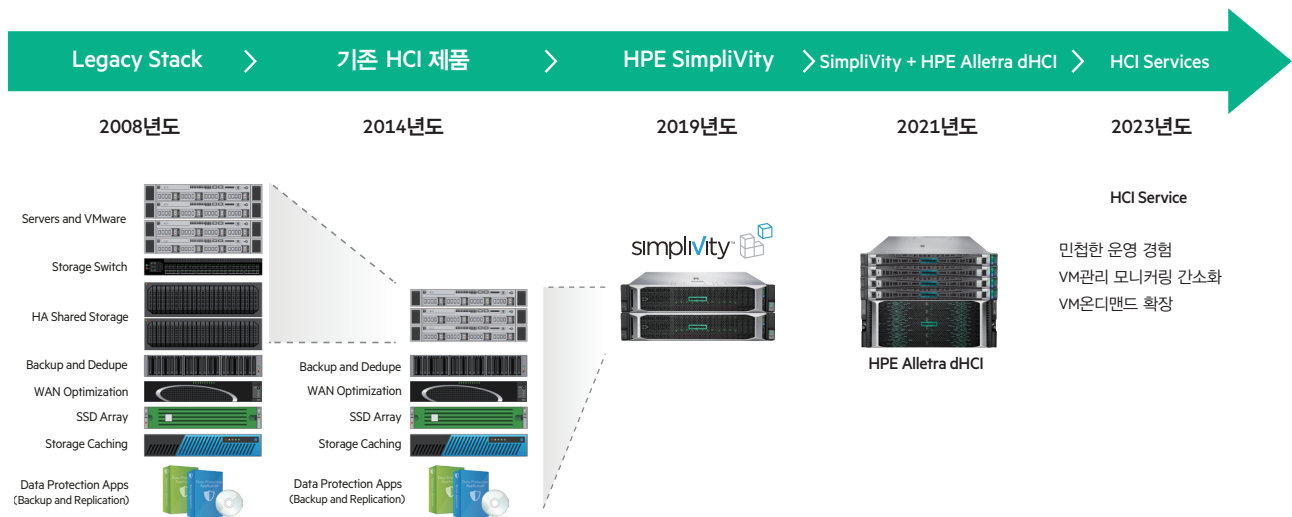 Legacy Stack
기존 HCI 제품
HPE SimpliVity
SimpliVity + HPE Alletra dHCI
HCI Services
2008년도
2014년도
2019년도
2021년도
2023년도
Servers and VMware
Storage Switch
HA Shared Storage
Backup and Dedupe
WAN Optimization
SSD Array
Storage Caching
Data Protection Apps
(Backup and Replication)
Backup and Dedupe
WAN Optimization
SSD Array
Storage Caching
Data Protection Apps
(Backup and Replication)
simplivity
HPE Alletra dHCI
HCI Service
민첩한 운영 경험
VM관리 모니커링 간소화
VM온디맨드 확장